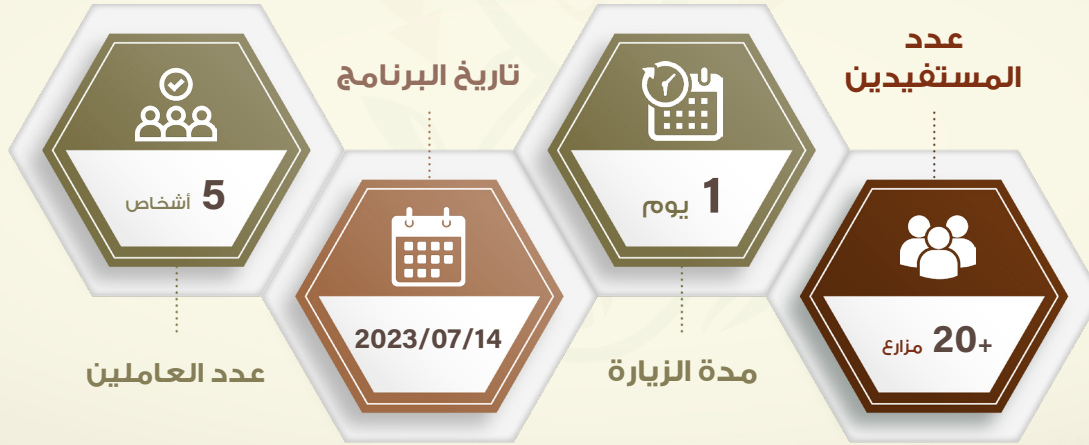 عدد
المستفيدين
+20 مزارع
مدة الزيارة
1 يوم
تاريخ البرنامج
2023/07/14
عدد العاملين
5 أشخاص